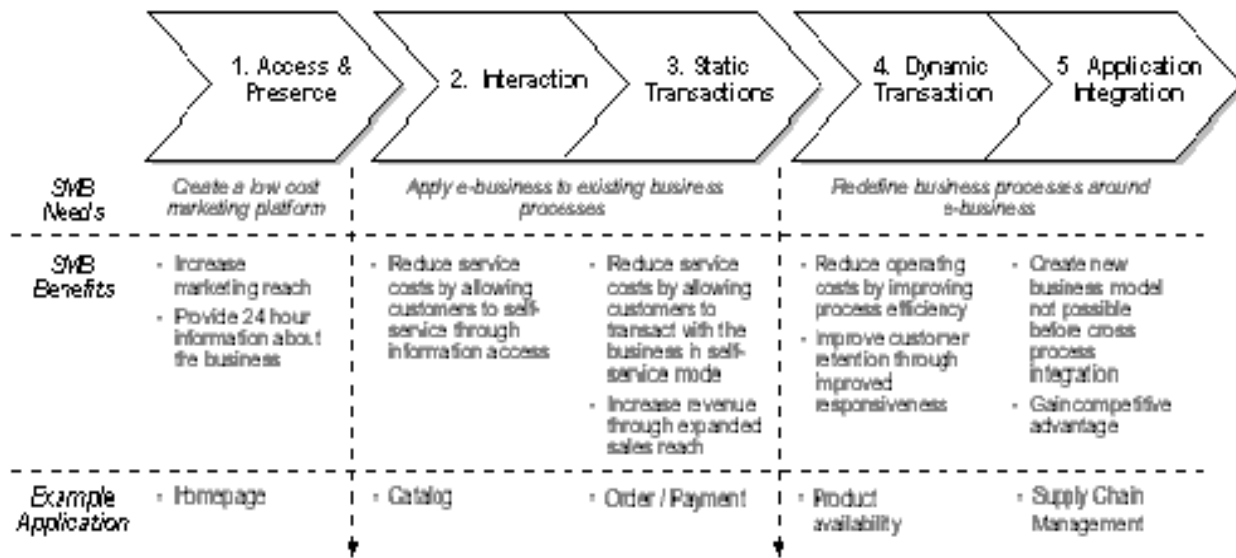 1. Access &
Presence
2. Interaction
3. Static
Transactions
4. Dynamic
Transaction
5 Application
Integration
SMB
Needs
Create a low cost
marketing platform
Apply e-business to existing business
processes
Redefine business processes around
e-business
SMB
Benefits
- Increase
marketing reach
- Provide 24 hour
information about
the business
- Reduce service
costs by allowing
customers to self-
service through
information access
- Reduce service
costs by allowing
customers to
transact with the
business in self-
service mode
- Increase revenue
through expanded
sales reach
- Reduce operating
costs by improving
process efficiency
- Improve customer
retention through
improved
responsiveness
- Create new
business model
not possible
before cross
process
integration
- Gain competitive
advantage
Example
Application
- Homepage
- Catalog
- Order / Payment
- Product
availability
- Supply Chain
Management